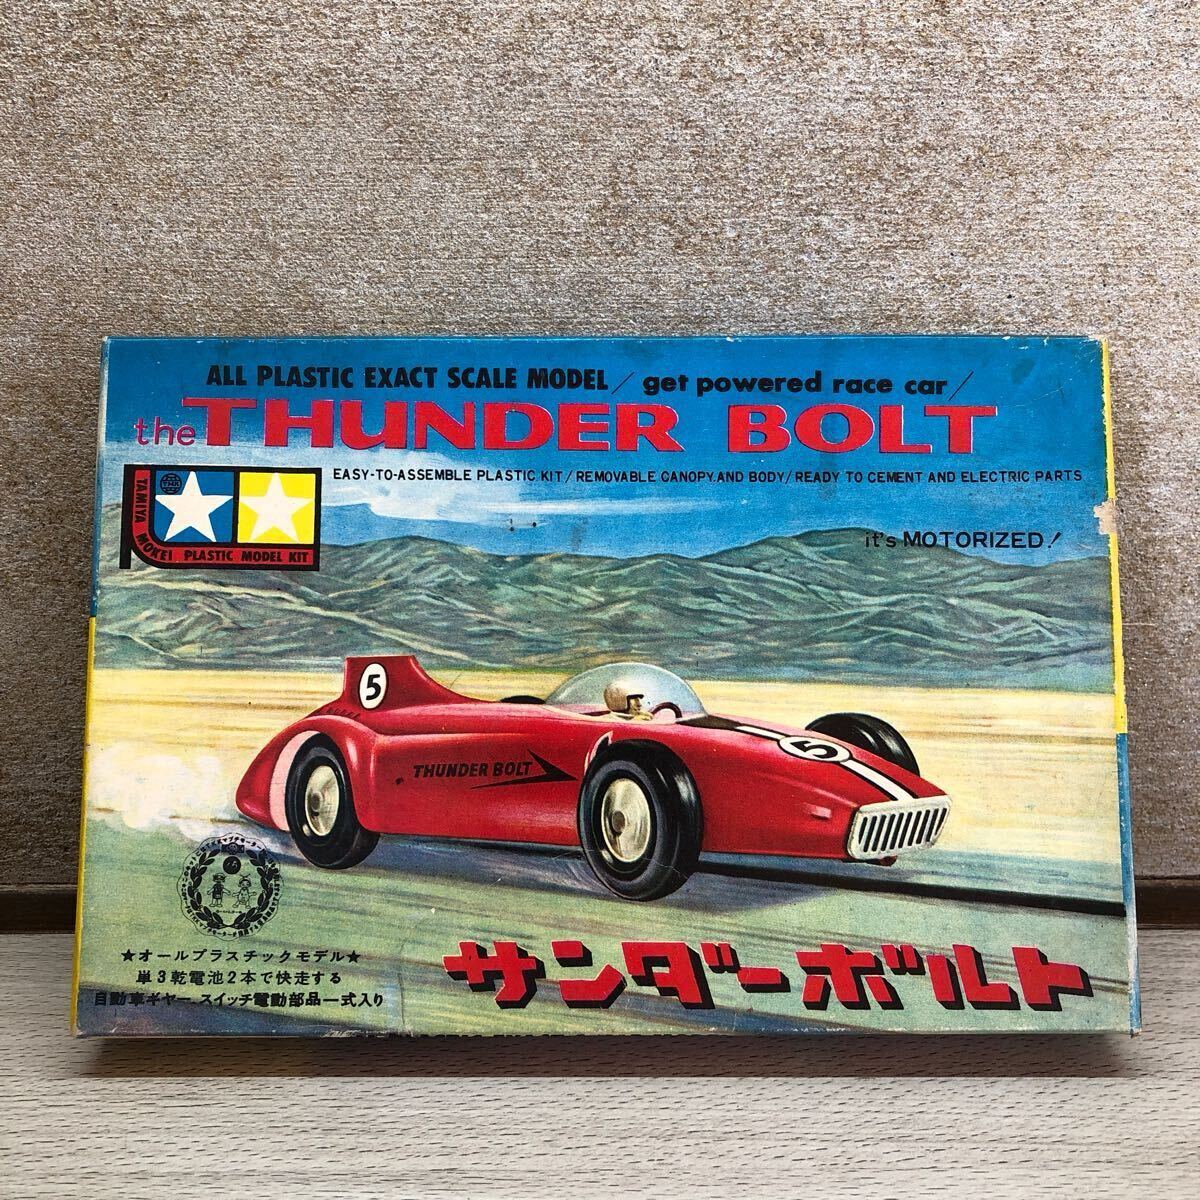 ALL PLASTIC EXACT SCALE MODEL / get powered race car /
the THUNDER BOLT
EASY-TO-ASSEMBLE PLASTIC KIT / REMOVABLE CANOPY AND BODY / READY TO CEMENT AND ELECTRIC PARTS
TAMIYA MOKEI PLASTIC MODEL KIT
it's MOTORIZED!
5
5
THUNDER BOLT
★オールプラスチックモデル★
単3乾電池2本で快走する
自動車ギヤー スイッチ電動部品一式入り
サンダーボルト